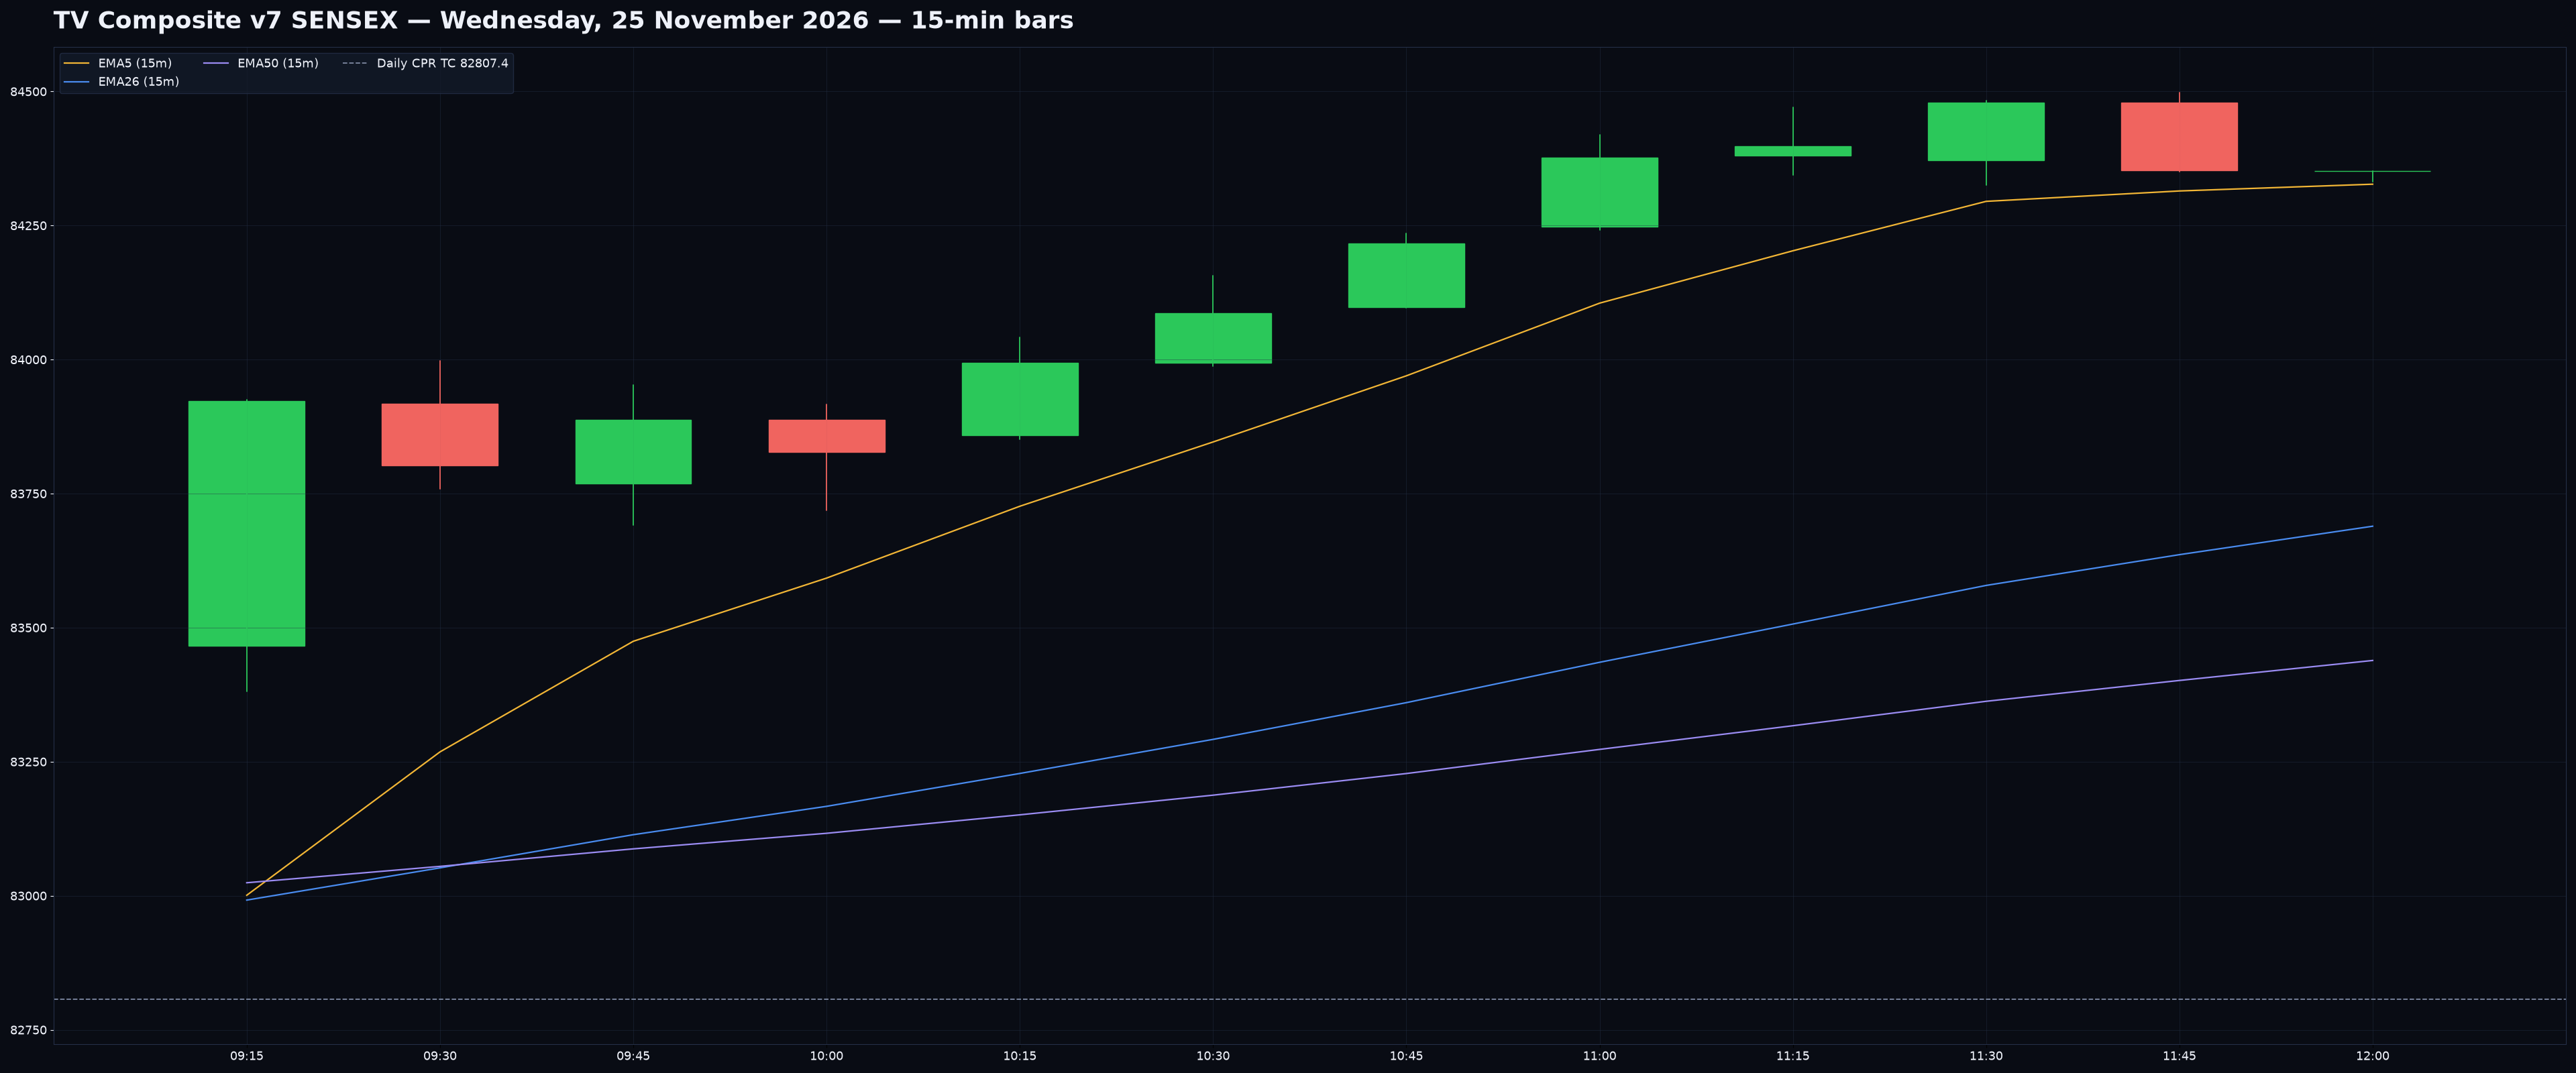 TV Composite v7 SENSEX — Wednesday, 25 November 2026 — 15-min bars
EMA5 (15m) EMA50 (15m) Daily CPR TC 82807.4
EMA26 (15m)
84500
84250
84000
83750
83500
83250
83000
82750
09:15 09:30 09:45 10:00 10:15 10:30 10:45 11:00 11:15 11:30 11:45 12:00